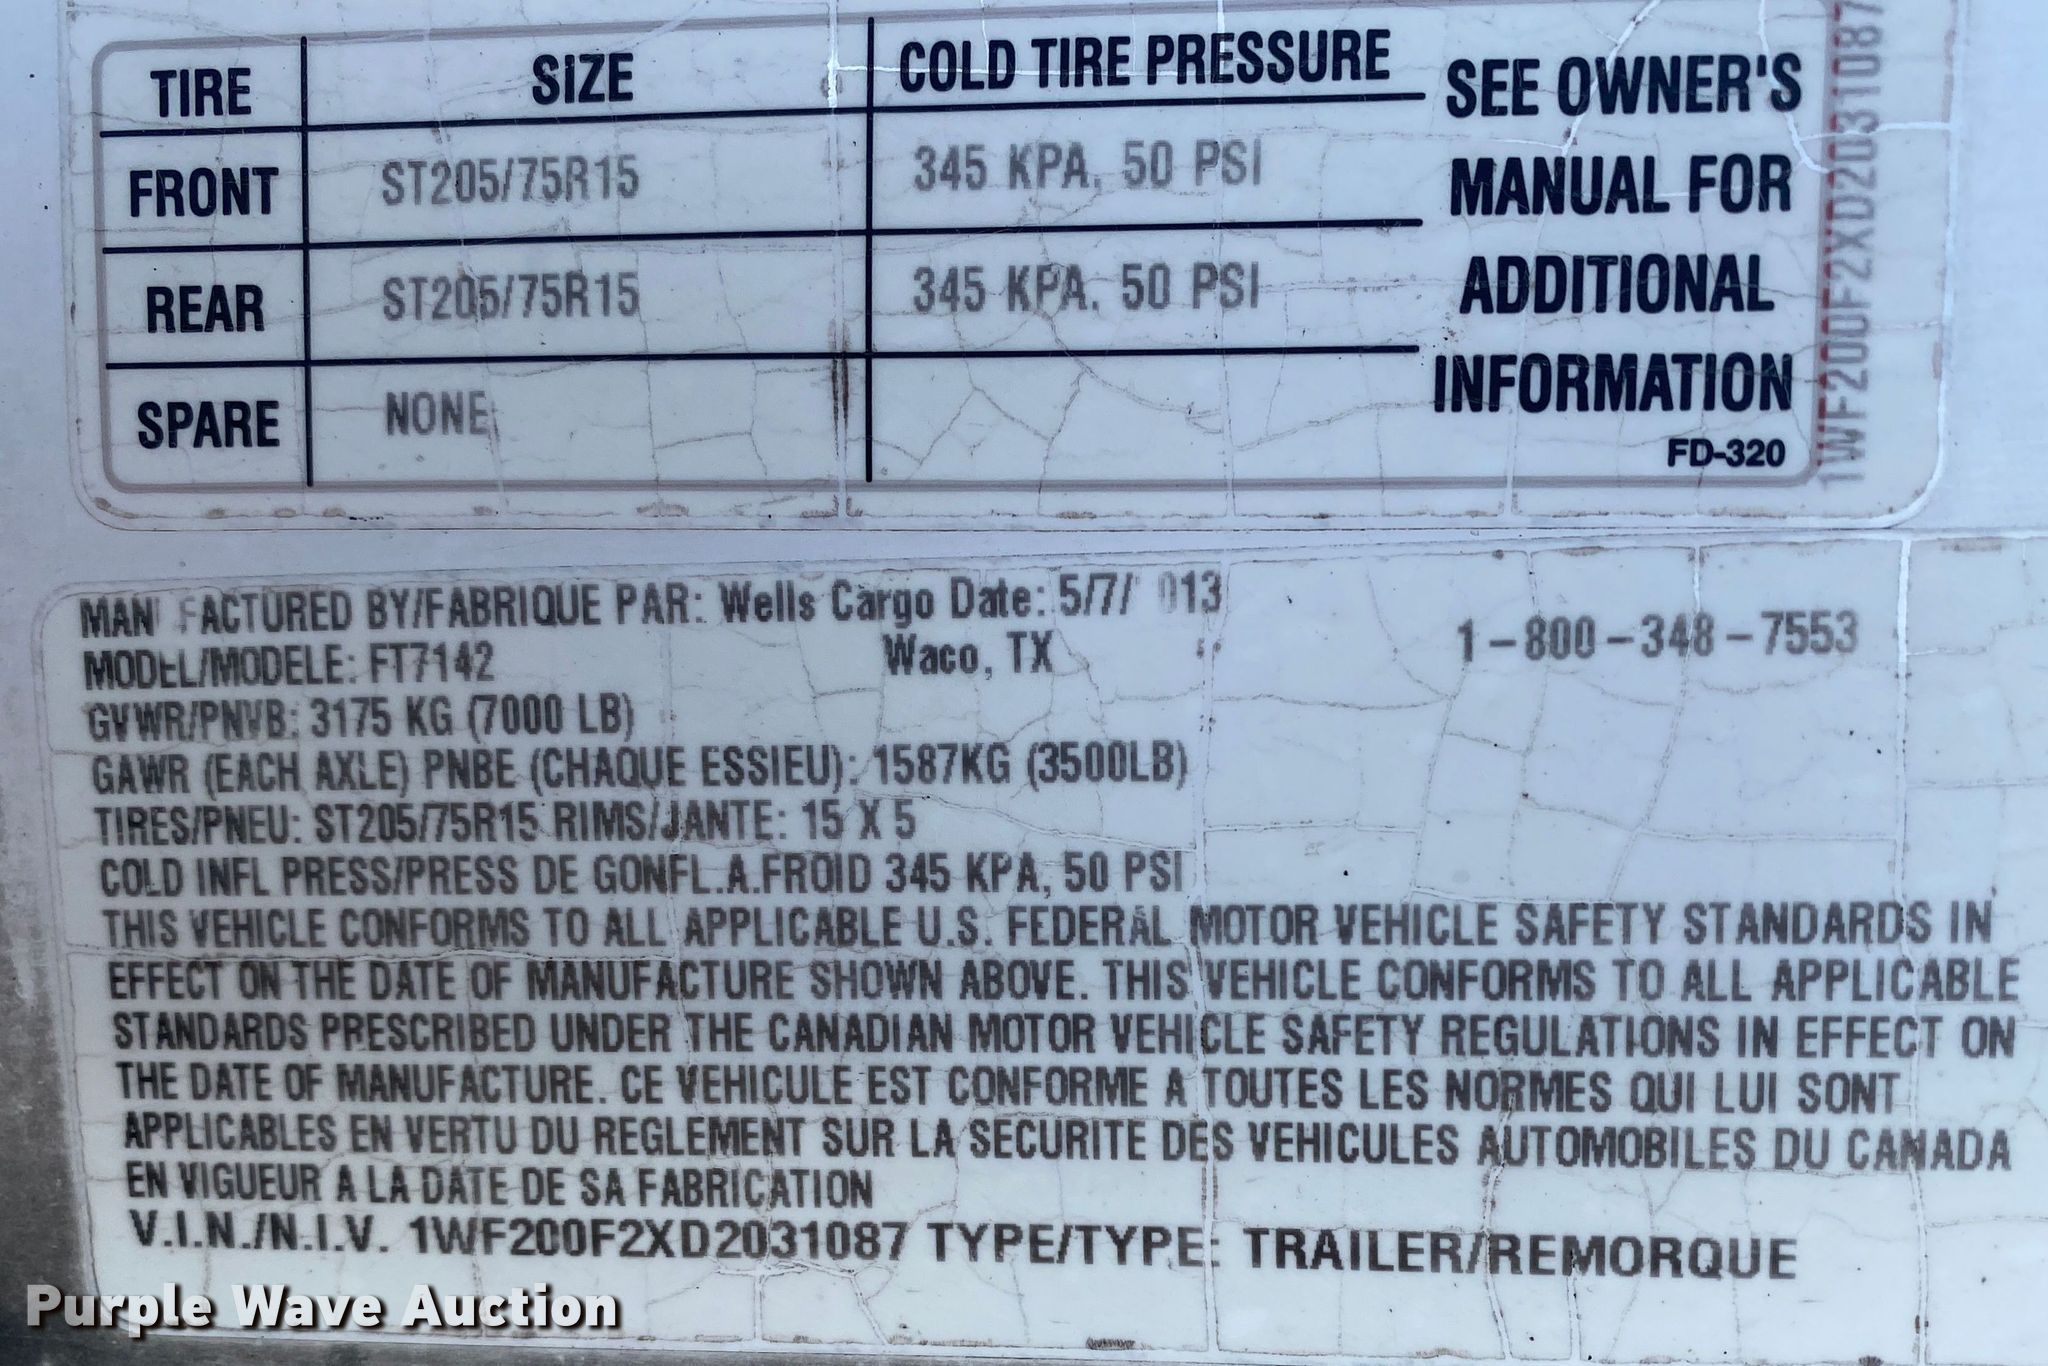 TIRE SIZE COLD TIRE PRESSURE SEE OWNER'S
FRONT ST205/75R15 345 KPA, 50 PSI MANUAL FOR
REAR ST205/75R15 345 KPA, 50 PSI ADDITIONAL
SPARE NONE INFORMATION
FD-320
1WF200F2XD2031087
MANUFACTURED BY/FABRIQUE PAR: Wells Cargo Date: 5/7/2013
MODEL/MODELE: FT7142 Waco, TX 1-800-348-7553
GVWR/PNVB: 3175 KG (7000 LB)
GAWR (EACH AXLE) PNBE (CHAQUE ESSIEU): 1587KG (3500LB)
TIRES/PNEU: ST205/75R15 RIMS/JANTE: 15 X 5
COLD INFL PRESS/PRESS DE GONFL.A.FROID 345 KPA, 50 PSI
THIS VEHICLE CONFORMS TO ALL APPLICABLE U.S. FEDERAL MOTOR VEHICLE SAFETY STANDARDS IN
EFFECT ON THE DATE OF MANUFACTURE SHOWN ABOVE. THIS VEHICLE CONFORMS TO ALL APPLICABLE
STANDARDS PRESCRIBED UNDER THE CANADIAN MOTOR VEHICLE SAFETY REGULATIONS IN EFFECT ON
THE DATE OF MANUFACTURE. CE VEHICULE EST CONFORME A TOUTES LES NORMES QUI LUI SONT
APPLICABLES EN VERTU DU REGLEMENT SUR LA SECURITE DES VEHICULES AUTOMOBILES DU CANADA
EN VIGUEUR A LA DATE DE SA FABRICATION
V.I.N./N.I.V. 1WF200F2XD2031087 TYPE/TYPE: TRAILER/REMORQUE
Purple Wave Auction